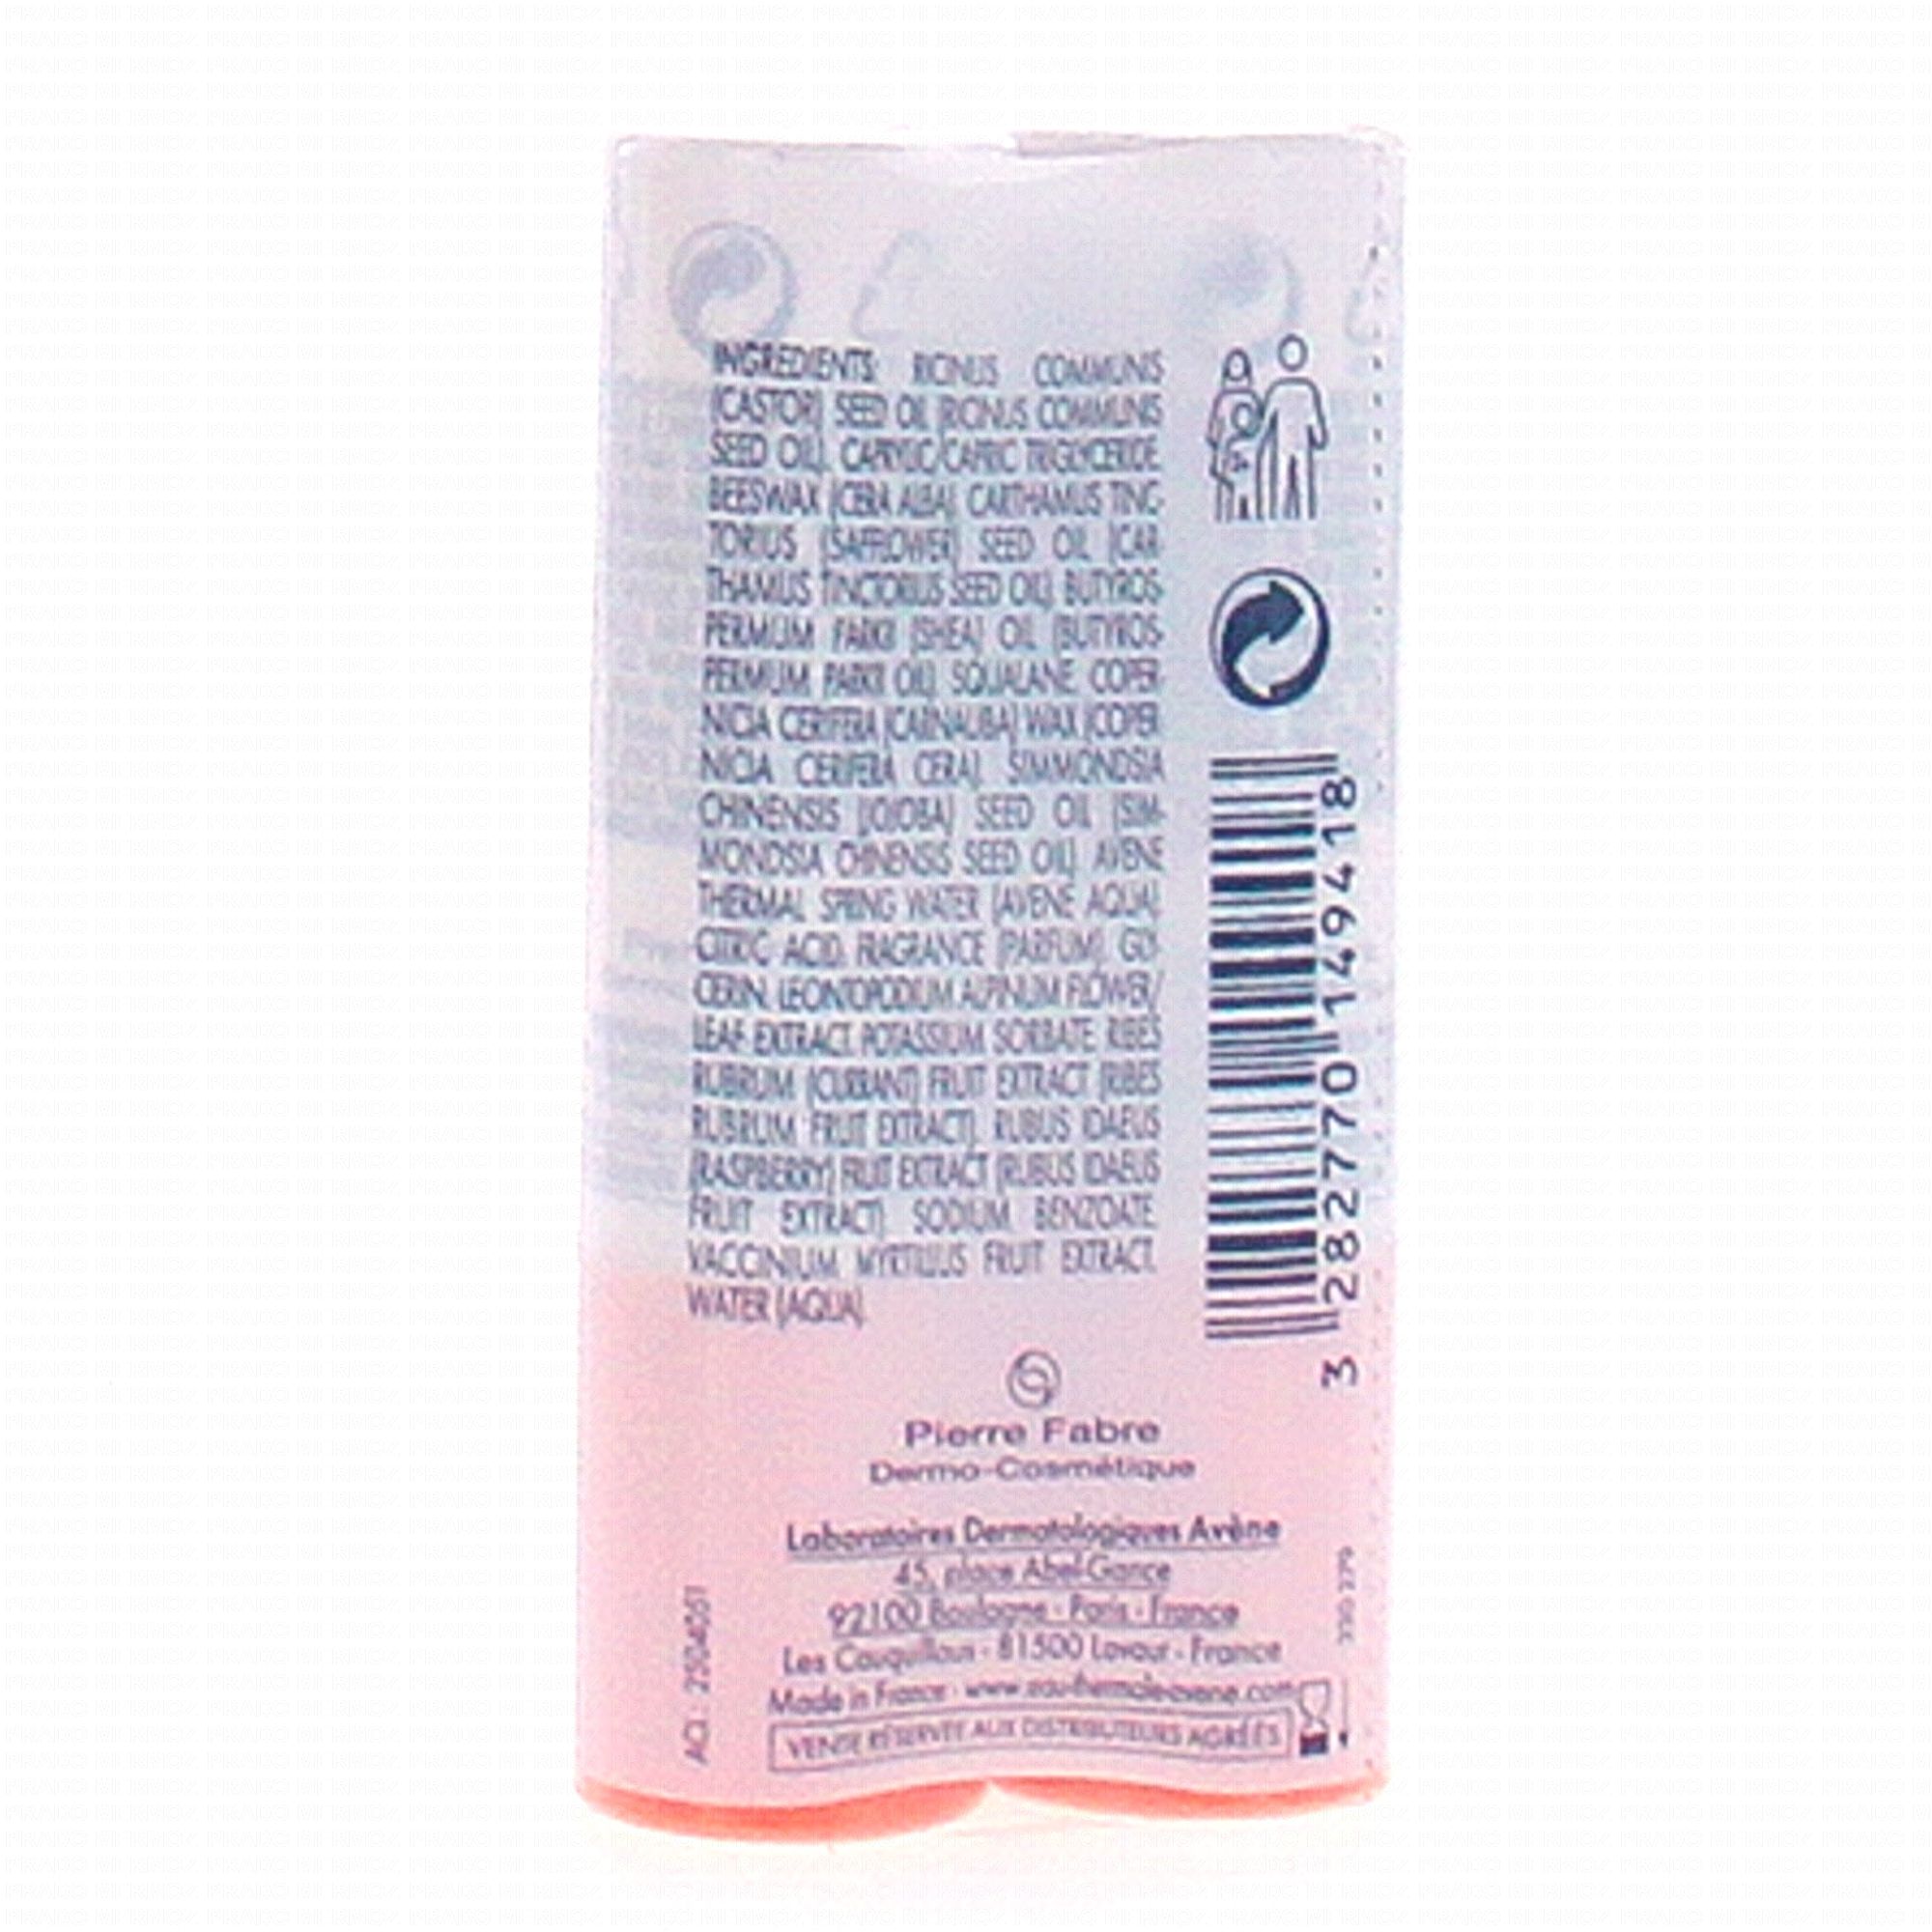 INGREDIENTS: RICINUS COMMUNIS
(CASTOR) SEED OIL (RICINUS COMMUNIS
SEED OIL). CAPRYLIC/CAPRIC TRIGLYCERIDE.
BEESWAX (CERA ALBA). CARTHAMUS TINC
TORIUS (SAFFLOWER) SEED OIL (CAR
THAMUS TINCTORIUS SEED OIL). BUTYROS
PERMUM PARKII (SHEA) OIL (BUTYROS
PERMUM PARKII OIL). SQUALANE. COPER
NICIA CERIFERA (CARNAUBA) WAX (COPER
NICIA CERIFERA CERA). SIMMONDSIA
CHINENSIS (JOJOBA) SEED OIL (SIM-
MONDSIA CHINENSIS SEED OIL). AVENE
THERMAL SPRING WATER (AVENE AQUA).
CITRIC ACID. FRAGRANCE (PARFUM). GLY
CERIN. LEONTOPODIUM ALPINUM FLOWER/
LEAF EXTRACT. POTASSIUM SORBATE. RIBES
RUBRUM (CURRANT) FRUIT EXTRACT (RIBES
RUBRUM FRUIT EXTRACT). RUBUS IDAEUS
(RASPBERRY) FRUIT EXTRACT (RUBUS IDAEUS
FRUIT EXTRACT). SODIUM BENZOATE.
VACCINIUM MYRTILLUS FRUIT EXTRACT.
WATER (AQUA).
3 282770 149418
Pierre Fabre
Dermo-Cosmétique
Laboratoires Dermatologiques Avène
45, place Abel-Gance
92100 Boulogne - Paris - France
Les Cauquillous - 81500 Lavaur - France
Made in France - www.eau-thermale-avene.com
VENTE RÉSERVÉE AUX DISTRIBUTEURS AGRÉÉS
ACL: